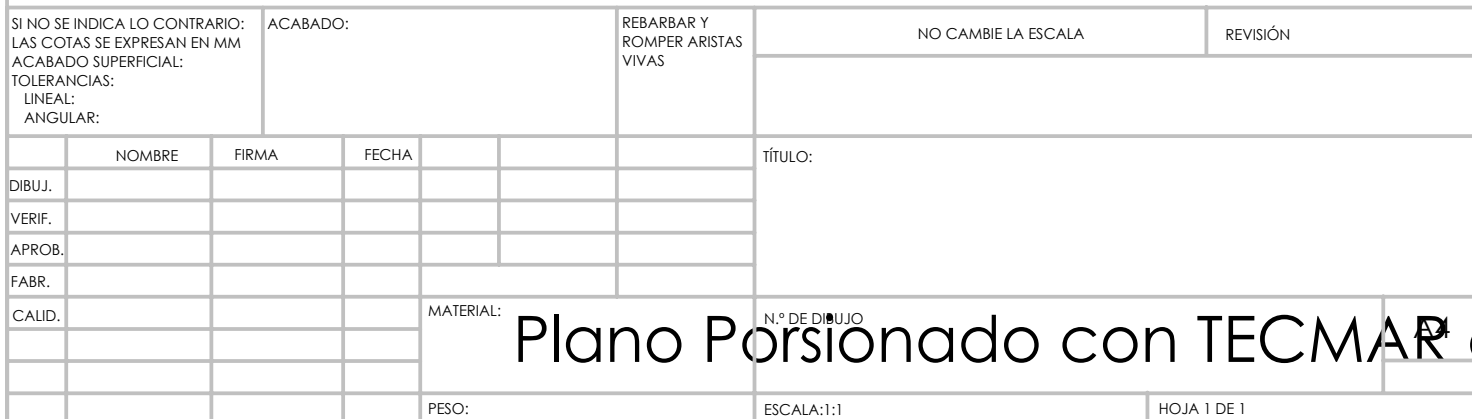 SI NO SE INDICA LO CONTRARIO:
LAS COTAS SE EXPRESAN EN MM
ACABADO SUPERFICIAL:
TOLERANCIAS:
LINEAL:
ANGULAR:
ACABADO:
REBARBAR Y
ROMPER ARISTAS
VIVAS
NO CAMBIE LA ESCALA
REVISIÓN
NOMBRE
FIRMA
FECHA
TÍTULO:
DIBUJ.
VERIF.
APROB.
FABR.
CALID.
MATERIAL:
N.º DE DIBUJO
Plano Porsionado con TECMAR
A4
PESO:
ESCALA:1:1
HOJA 1 DE 1